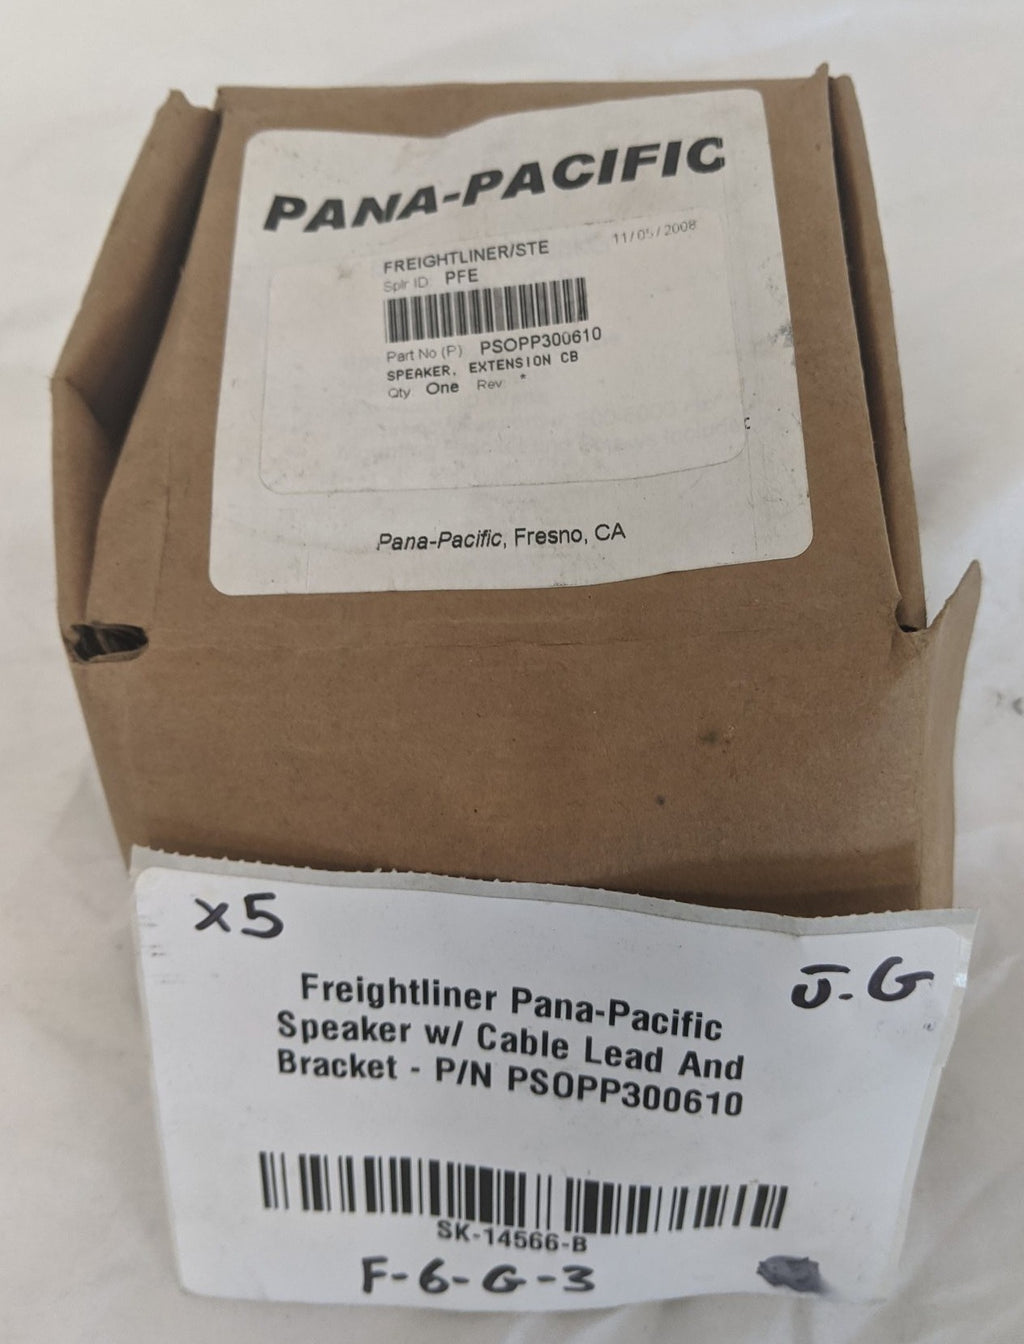 PANA-PACIFIC
11/05/2008
FREIGHTLINER/STE
Splr ID PFE
Part No (P) PSOPP300610
SPEAKER, EXTENSION CB
Qty One Rev *
Pana-Pacific, Fresno, CA
x5
J.G
Freightliner Pana-Pacific
Speaker w/ Cable Lead And
Bracket - P/N PSOPP300610
SK-14566-B
F-6-G-3